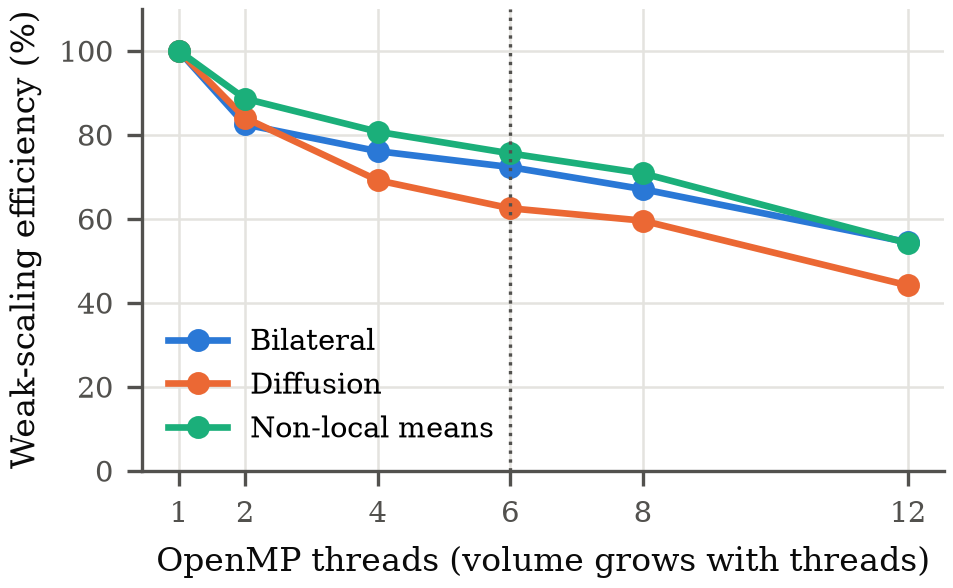 Weak-scaling efficiency (%)
100
80
60
40
20
0
Bilateral
Diffusion
Non-local means
1 2 4 6 8 12
OpenMP threads (volume grows with threads)